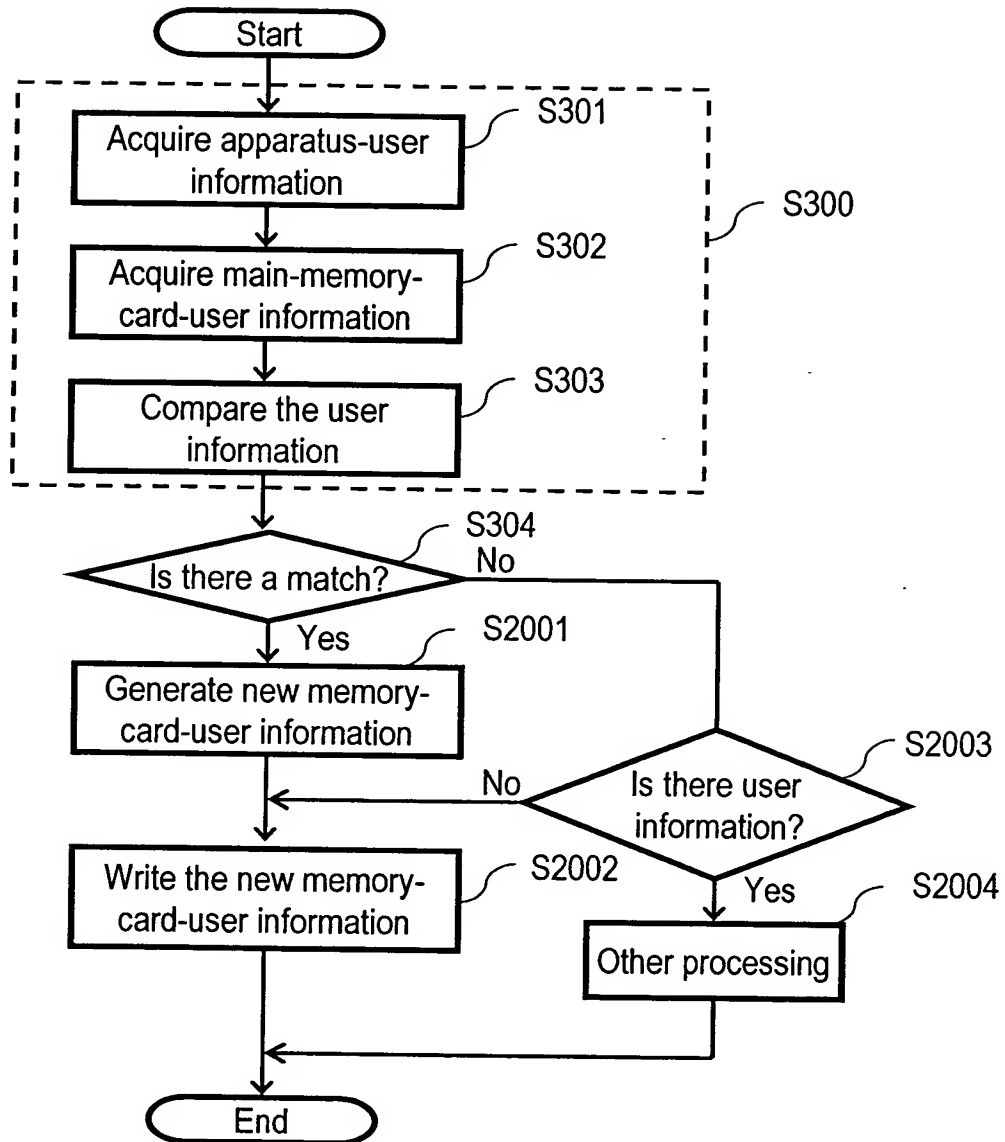 Start
S301
Acquire apparatus-user
information
S300
S302
Acquire main-memory-
card-user information
S303
Compare the user
information
S304
Is there a match?
No
Yes
S2001
Generate new memory-
card-user information
S2003
No
Is there user
information?
S2002
Write the new memory-
card-user information
Yes
S2004
Other processing
End